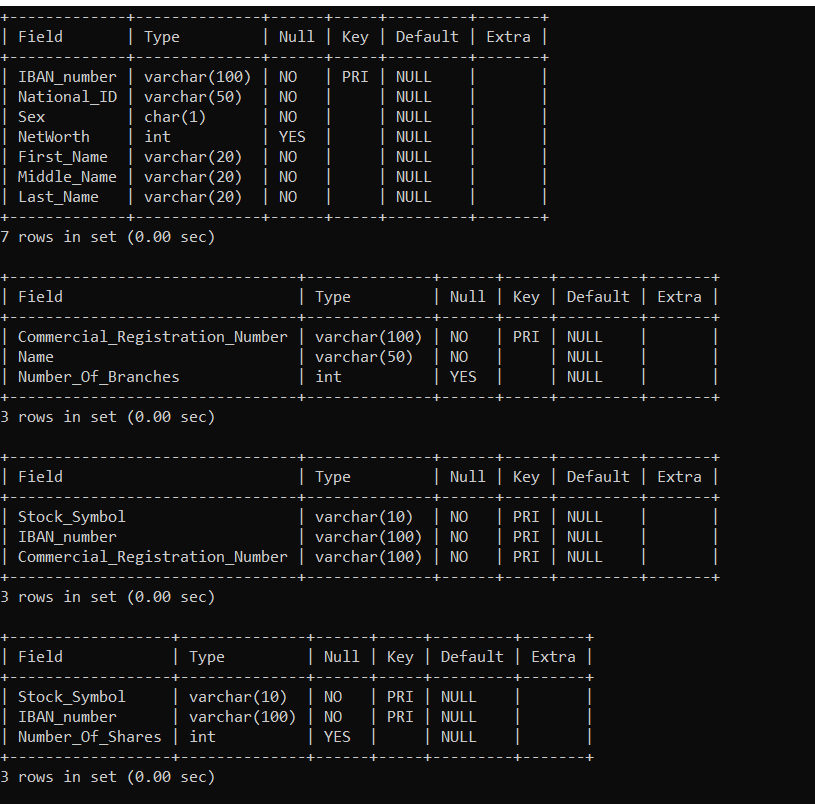 +-------------+--------------+------+-----+---------+-------+
| Field       | Type         | Null | Key | Default | Extra |
+-------------+--------------+------+-----+---------+-------+
| IBAN_number | varchar(100) | NO   | PRI | NULL    |       |
| National_ID | varchar(50)  | NO   |     | NULL    |       |
| Sex         | char(1)      | NO   |     | NULL    |       |
| NetWorth    | int          | YES  |     | NULL    |       |
| First_Name  | varchar(20)  | NO   |     | NULL    |       |
| Middle_Name | varchar(20)  | NO   |     | NULL    |       |
| Last_Name   | varchar(20)  | NO   |     | NULL    |       |
+-------------+--------------+------+-----+---------+-------+
7 rows in set (0.00 sec)

+--------------------------------+--------------+------+-----+---------+-------+
| Field                          | Type         | Null | Key | Default | Extra |
+--------------------------------+--------------+------+-----+---------+-------+
| Commercial_Registration_Number | varchar(100) | NO   | PRI | NULL    |       |
| Name                           | varchar(50)  | NO   |     | NULL    |       |
| Number_Of_Branches             | int          | YES  |     | NULL    |       |
+--------------------------------+--------------+------+-----+---------+-------+
3 rows in set (0.00 sec)

+--------------------------------+--------------+------+-----+---------+-------+
| Field                          | Type         | Null | Key | Default | Extra |
+--------------------------------+--------------+------+-----+---------+-------+
| Stock_Symbol                   | varchar(10)  | NO   | PRI | NULL    |       |
| IBAN_number                    | varchar(100) | NO   | PRI | NULL    |       |
| Commercial_Registration_Number | varchar(100) | NO   | PRI | NULL    |       |
+--------------------------------+--------------+------+-----+---------+-------+
3 rows in set (0.00 sec)

+------------------+--------------+------+-----+---------+-------+
| Field            | Type         | Null | Key | Default | Extra |
+------------------+--------------+------+-----+---------+-------+
| Stock_Symbol     | varchar(10)  | NO   | PRI | NULL    |       |
| IBAN_number      | varchar(100) | NO   | PRI | NULL    |       |
| Number_Of_Shares | int          | YES  |     | NULL    |       |
+------------------+--------------+------+-----+---------+-------+
3 rows in set (0.00 sec)